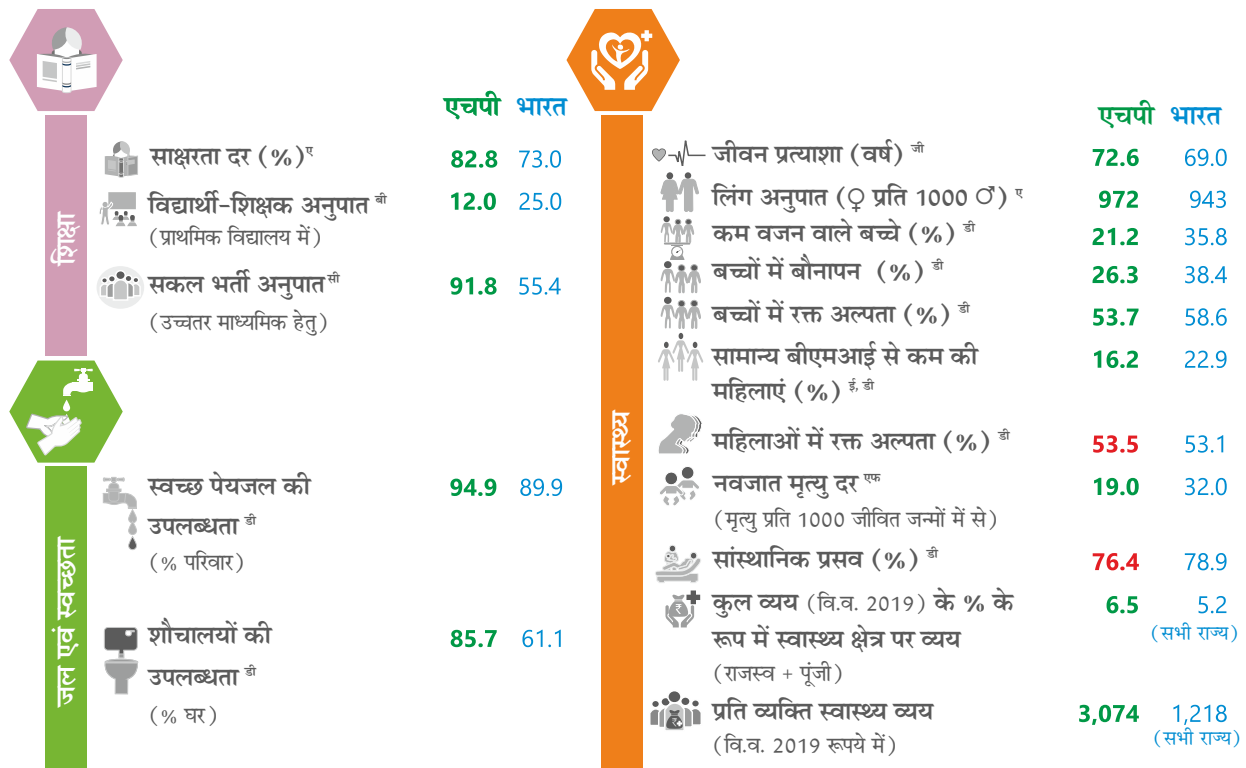 एचपी भारत
शिक्षा
साक्षरता दर (%)ए 82.8 73.0
विद्यार्थी-शिक्षक अनुपात बी 12.0 25.0
(प्राथमिक विद्यालय में)
सकल भर्ती अनुपात सी 91.8 55.4
(उच्चतर माध्यमिक हेतु)
जल एवं स्वच्छता
स्वच्छ पेयजल की 94.9 89.9
उपलब्धता डी
(% परिवार)
शौचालयों की 85.7 61.1
उपलब्धता डी
(% घर)
एचपी भारत
स्वास्थ्य
जीवन प्रत्याशा (वर्ष) जी 72.6 69.0
लिंग अनुपात (♀ प्रति 1000 ♂) ए 972 943
कम वजन वाले बच्चे (%) डी 21.2 35.8
बच्चों में बौनापन (%) डी 26.3 38.4
बच्चों में रक्त अल्पता (%) डी 53.7 58.6
सामान्य बीएमआई से कम की 16.2 22.9
महिलाएं (%) ई, डी
महिलाओं में रक्त अल्पता (%) डी 53.5 53.1
नवजात मृत्यु दर एफ 19.0 32.0
(मृत्यु प्रति 1000 जीवित जन्मों में से)
सांस्थानिक प्रसव (%) डी 76.4 78.9
कुल व्यय (वि.व. 2019) के % के 6.5 5.2
रूप में स्वास्थ्य क्षेत्र पर व्यय (सभी राज्य)
(राजस्व + पूंजी)
प्रति व्यक्ति स्वास्थ्य व्यय 3,074 1,218
(वि.व. 2019 रूपये में) (सभी राज्य)